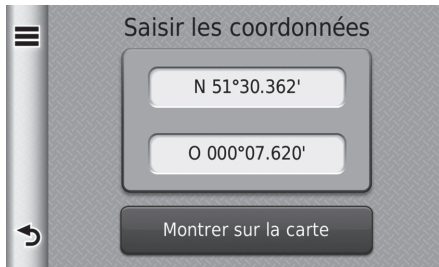 Saisir les coordonnées
N 51°30.362'
O 000°07.620'
Montrer sur la carte